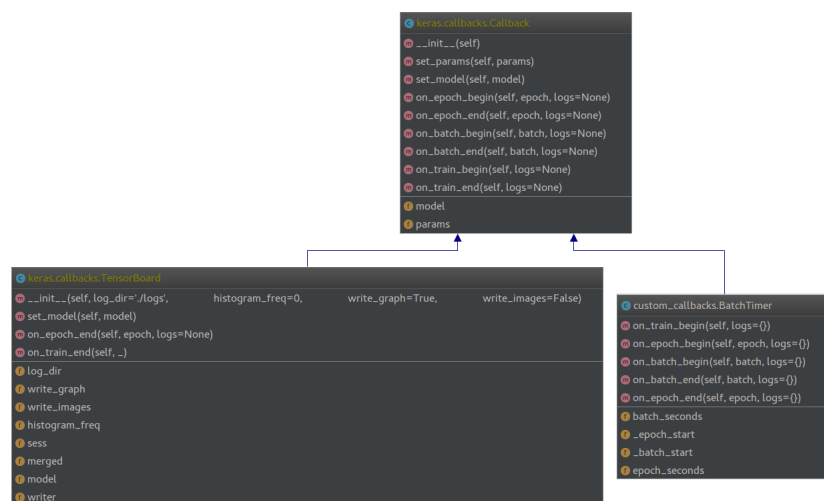 keras.callbacks.Callback
__init__(self)
set_params(self, params)
set_model(self, model)
on_epoch_begin(self, epoch, logs=None)
on_epoch_end(self, epoch, logs=None)
on_batch_begin(self, batch, logs=None)
on_batch_end(self, batch, logs=None)
on_train_begin(self, logs=None)
on_train_end(self, logs=None)
model
params
keras.callbacks.TensorBoard
__init__(self, log_dir='./logs', histogram_freq=0, write_graph=True, write_images=False)
set_model(self, model)
on_epoch_end(self, epoch, logs=None)
on_train_end(self, _)
log_dir
write_graph
write_images
histogram_freq
sess
merged
model
writer
custom_callbacks.BatchTimer
on_train_begin(self, logs={})
on_epoch_begin(self, epoch, logs={})
on_batch_begin(self, batch, logs={})
on_batch_end(self, batch, logs={})
on_epoch_end(self, epoch, logs={})
batch_seconds
_epoch_start
_batch_start
epoch_seconds